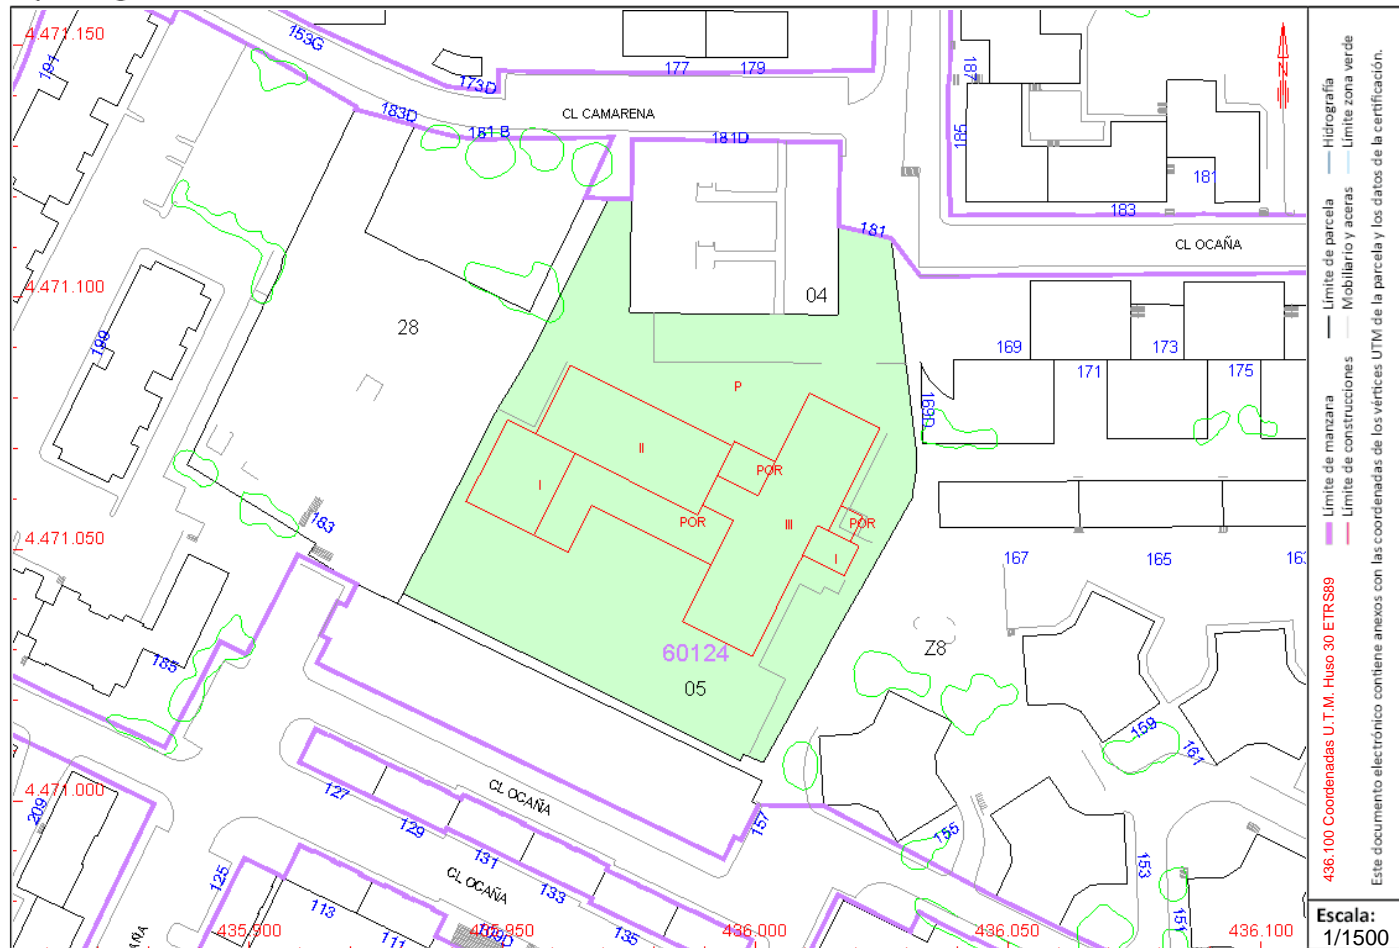 4.471.150
153G
191
173D
177
179
187
183D
181 B
CL CAMARENA
181D
185
181
183
181
CL OCAÑA
4.471.100
04
28
199
169
173
171
175
P
169D
II
POR
I
POR
III
POR
I
183
4.471.050
167
165
163
60124
Z8
05
185
159
161
4.471.000
209
CL OCAÑA
127
129
157
155
131
153
CL OCAÑA
133
125
113
151
111
109D
135
AÑA
435.900
435.950
436.000
436.050
436.100
N
Hidrografía
Límite zona verde
Límite de parcela
Mobiliario y aceras
Límite de manzana
Límite de construcciones
436.100 Coordenadas U.T.M. Huso 30 ETRS89
Este documento electrónico contiene anexos con las coordenadas de los vértices UTM de la parcela y los datos de la certificación.
Escala:
1/1500